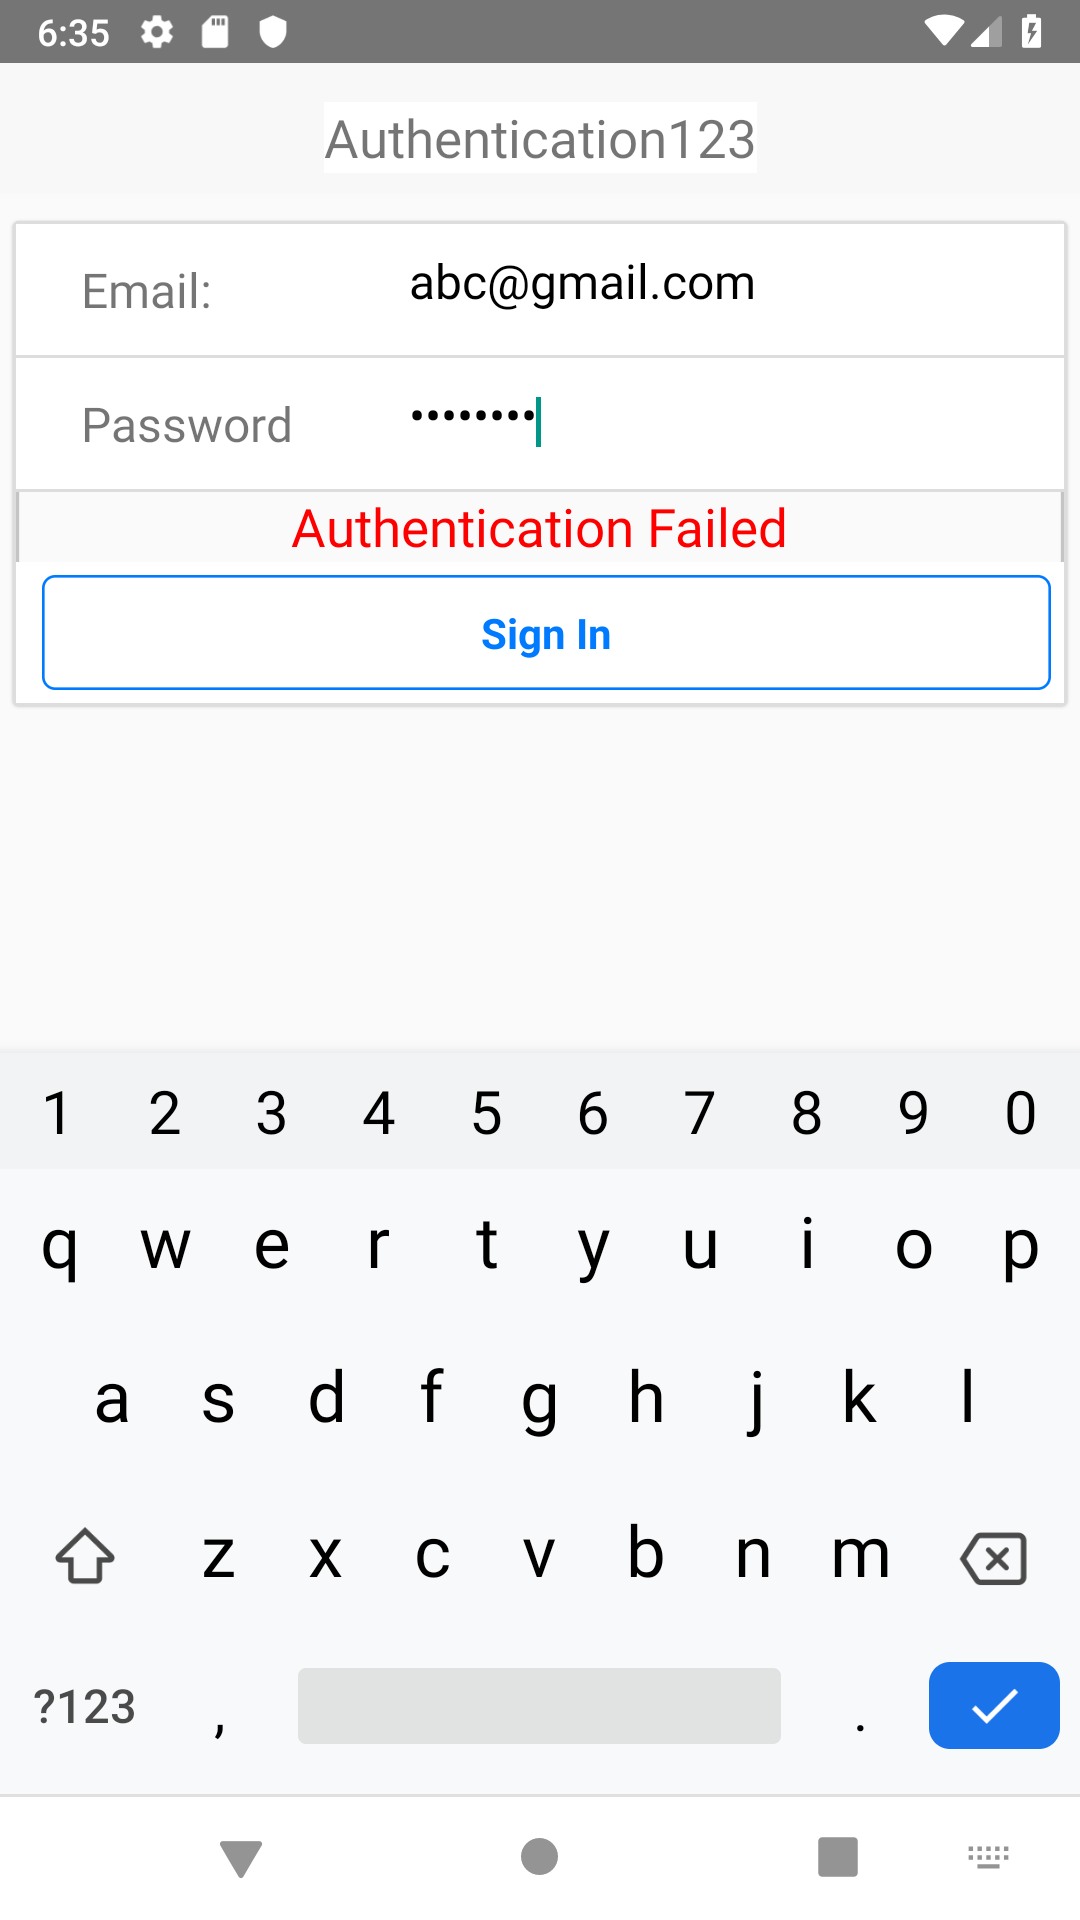 6:35
Authentication123
Email: abc@gmail.com
Password ••••••••
Authentication Failed
Sign In
1 2 3 4 5 6 7 8 9 0
q w e r t y u i o p
a s d f g h j k l
z x c v b n m
?123 , .